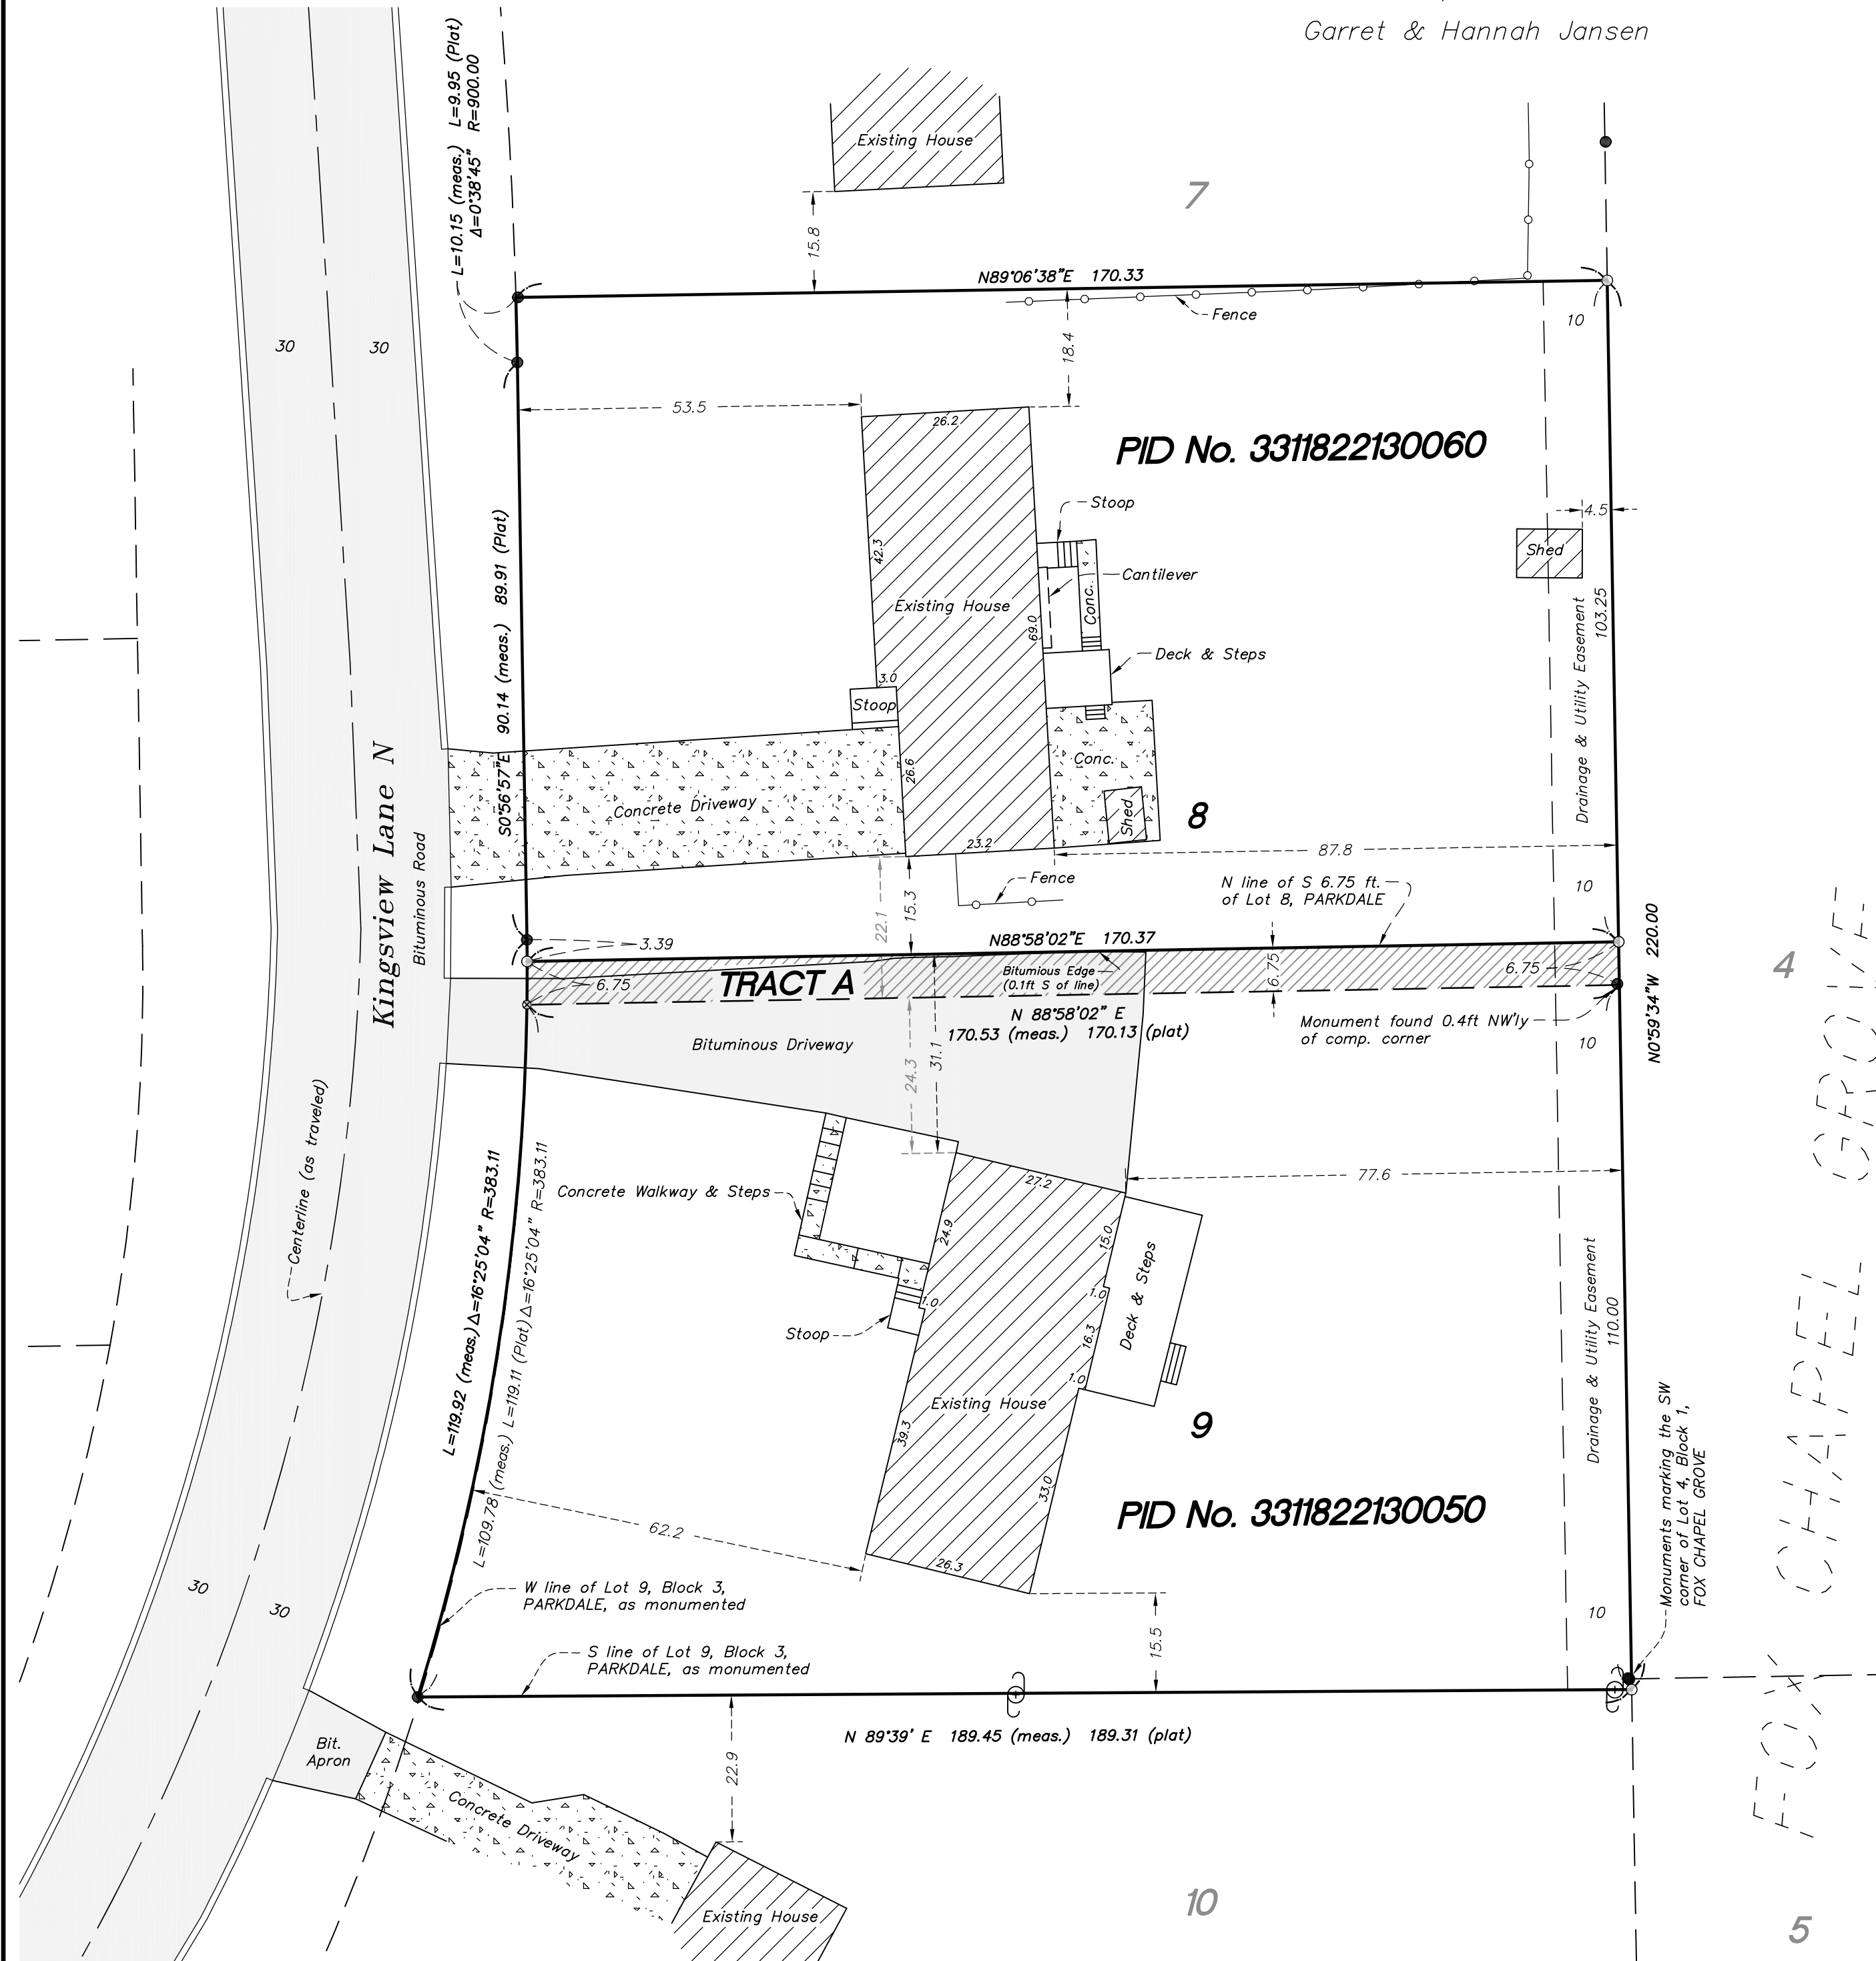 Garret & Hannah Jansen
L=10.15 (meas.) L=9.95 (Plat)
Δ=0°38'45" R=900.00
Existing House
7
15.8
N89°06'38"E 170.33
Fence
10
30
30
18.4
53.5
26.2
PID No. 3311822130060
4.5
Stoop
Shed
Cantilever
Conc.
42.3
Existing House
69.0
Deck & Steps
3.0
Stoop
S0°56'57"E 90.14 (meas.) 89.91 (Plat)
Drainage & Utility Easement
103.25
Conc.
Shed
26.6
Concrete Driveway
8
23.2
87.8
Kingsview Lane N
Bituminous Road
Fence
N line of S 6.75 ft.
of Lot 8, PARKDALE
10
22.1
15.3
3.39
N88°58'02"E 170.37
6.75
TRACT A
Bitumious Edge
(0.1ft S of line)
6.75
6.75
N0°59'34"W 220.00
4
N 88°58'02" E
170.53 (meas.) 170.13 (plat)
Monument found 0.4ft NW'ly
of comp. corner
10
Bituminous Driveway
24.3
31.1
Centerline (as traveled)
77.6
27.2
Concrete Walkway & Steps
24.9
15.0
1.0
1.0
Deck & Steps
16.3
Stoop
1.0
L=119.92 (meas.) Δ=16°25'04" R=383.11
L=109.78 (meas.) L=119.11 (Plat) Δ=16°25'04" R=383.11
Drainage & Utility Easement
110.00
Existing House
39.3
9
33.0
PID No. 3311822130050
62.2
26.3
Monuments marking the SW
corner of Lot 4, Block 1,
FOX CHAPEL GROVE
FOX CHAPEL GROVE
30
30
W line of Lot 9, Block 3,
PARKDALE, as monumented
10
15.5
S line of Lot 9, Block 3,
PARKDALE, as monumented
N 89°39' E 189.45 (meas.) 189.31 (plat)
Bit.
Apron
22.9
Concrete Driveway
Existing House
10
5